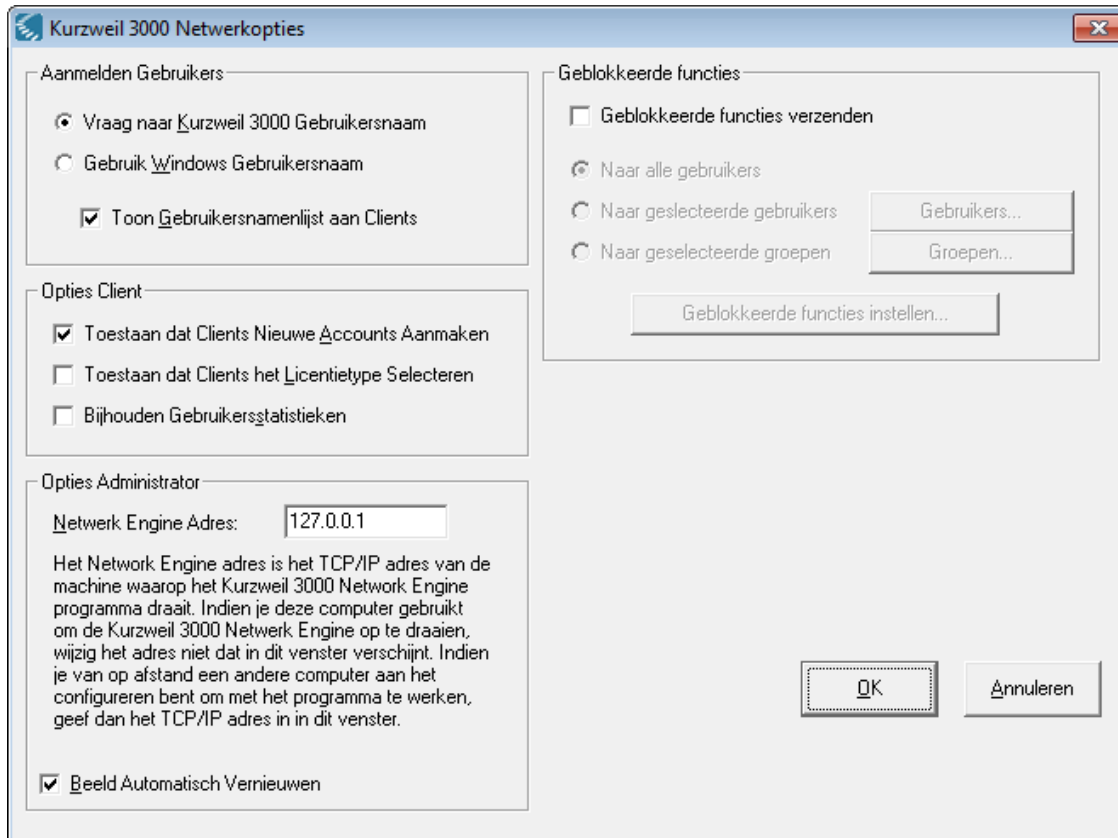 Kurzweil 3000 Netwerkopties
Aanmelden Gebruikers
Vraag naar Kurzweil 3000 Gebruikersnaam
Gebruik Windows Gebruikersnaam
Toon Gebruikersnamenlijst aan Clients
Opties Client
Toestaan dat Clients Nieuwe Accounts Aanmaken
Toestaan dat Clients het Licentietype Selecteren
Bijhouden Gebruikersstatistieken
Opties Administrator
Netwerk Engine Adres: 127.0.0.1
Het Network Engine adres is het TCP/IP adres van de
machine waarop het Kurzweil 3000 Network Engine
programma draait. Indien je deze computer gebruikt
om de Kurzweil 3000 Netwerk Engine op te draaien,
wijzig het adres niet dat in dit venster verschijnt. Indien
je van op afstand een andere computer aan het
configureren bent om met het programma te werken,
geef dan het TCP/IP adres in in dit venster.
Beeld Automatisch Vernieuwen
Geblokkeerde functies
Geblokkeerde functies verzenden
Naar alle gebruikers
Naar geslecteerde gebruikers Gebruikers...
Naar geselecteerde groepen Groepen...
Geblokkeerde functies instellen...
OK Annuleren